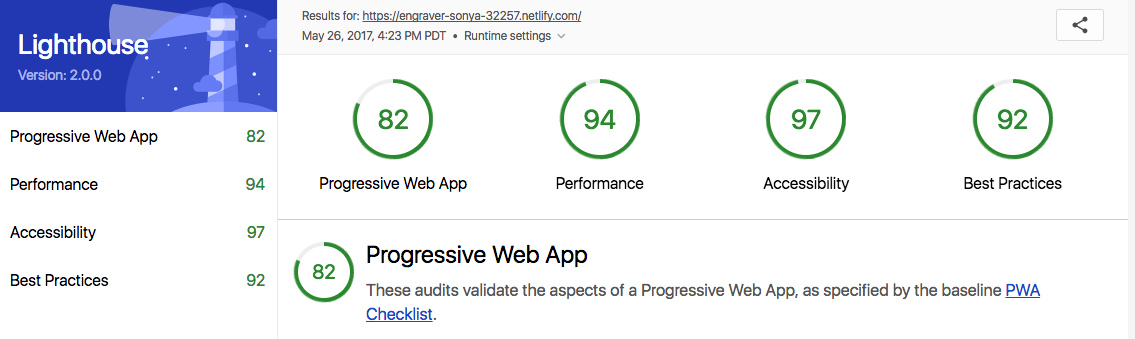 Lighthouse
Version: 2.0.0
Progressive Web App 82
Performance 94
Accessibility 97
Best Practices 92
Results for: https://engraver-sonya-32257.netlify.com/
May 26, 2017, 4:23 PM PDT • Runtime settings
82 94 97 92
Progressive Web App Performance Accessibility Best Practices
82
Progressive Web App
These audits validate the aspects of a Progressive Web App, as specified by the baseline PWA
Checklist.